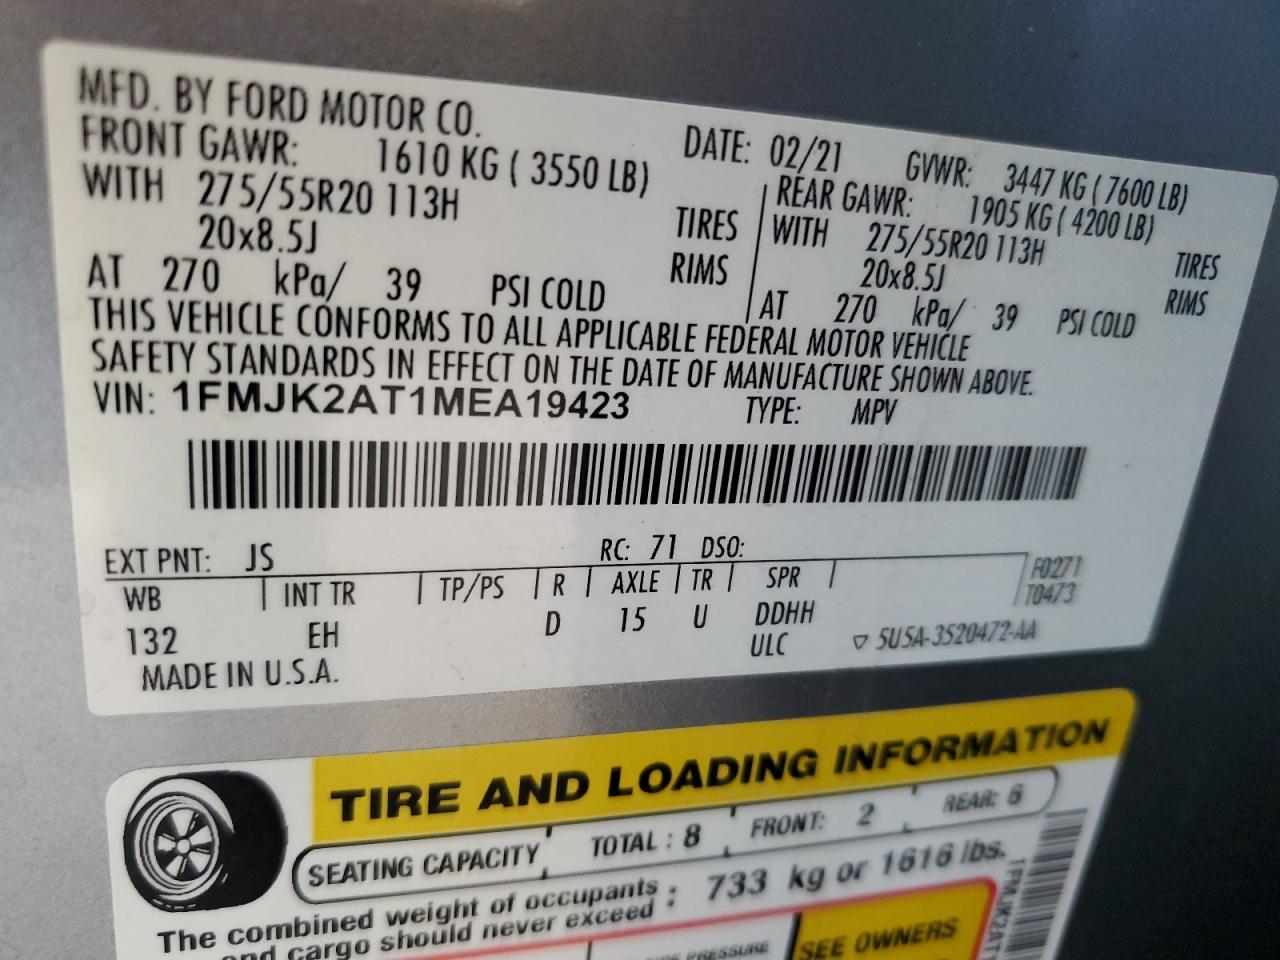 MFD. BY FORD MOTOR CO.
DATE: 02/21 GVWR: 3447 KG ( 7600 LB)
FRONT GAWR: 1610 KG ( 3550 LB)
WITH 275/55R20 113H TIRES
20x8.5J RIMS
AT 270 kPa/ 39 PSI COLD
REAR GAWR: 1905 KG ( 4200 LB)
WITH 275/55R20 113H TIRES
20x8.5J RIMS
AT 270 kPa/ 39 PSI COLD
THIS VEHICLE CONFORMS TO ALL APPLICABLE FEDERAL MOTOR VEHICLE
SAFETY STANDARDS IN EFFECT ON THE DATE OF MANUFACTURE SHOWN ABOVE.
VIN: 1FMJK2AT1MEA19423 TYPE: MPV
EXT PNT: JS RC: 71 DSO:
WB INT TR TP/PS R AXLE TR SPR F0271
T0473
132 EH D 15 U DDHH
ULC ▽ 5U5A-3520472-AA
MADE IN U.S.A.
TIRE AND LOADING INFORMATION
SEATING CAPACITY TOTAL : 8 FRONT: 2 REAR: 6
The combined weight of occupants : 733 kg or 1616 lbs.
and cargo should never exceed :
PRESSURE
SEE OWNERS
1FMJK2AT